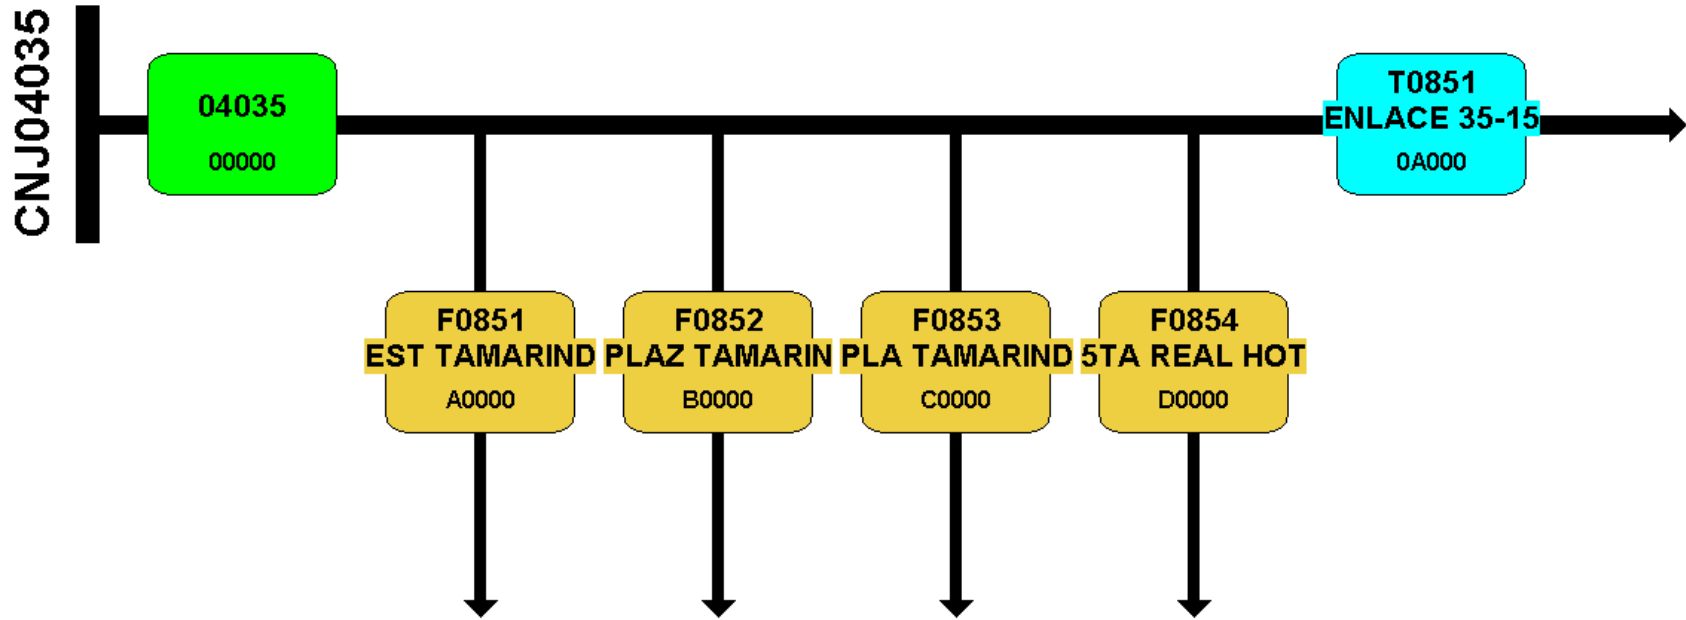 CNJ04035
04035
00000
T0851
ENLACE 35-15
0A000
F0851
EST TAMARIND
A0000
F0852
PLAZ TAMARIN
B0000
F0853
PLA TAMARIND
C0000
F0854
5TA REAL HOT
D0000